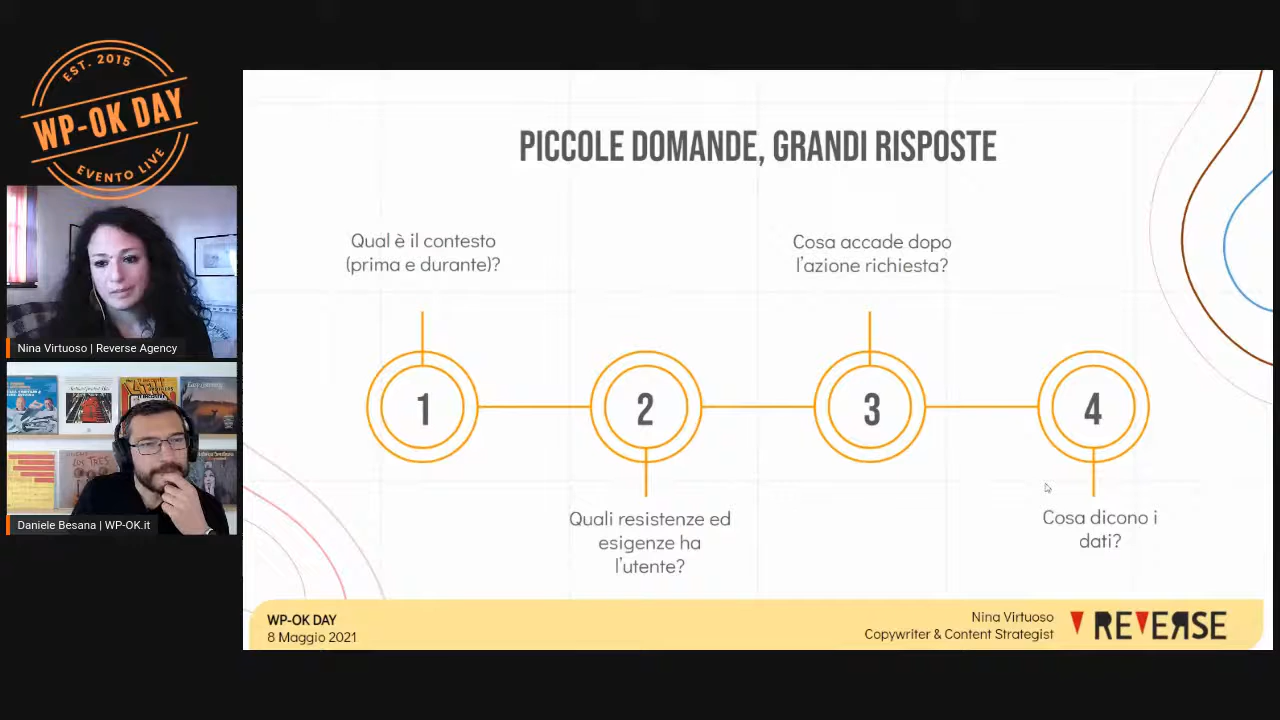 EST. 2015
WP-OK DAY
EVENTO LIVE
Nina Virtuoso | Reverse Agency
Daniele Besana | WP-OK.it
PICCOLE DOMANDE, GRANDI RISPOSTE
Qual è il contesto
(prima e durante)?
Cosa accade dopo
l'azione richiesta?
1
2
3
4
Quali resistenze ed
esigenze ha
l'utente?
Cosa dicono i
dati?
WP-OK DAY
8 Maggio 2021
Nina Virtuoso
Copywriter & Content Strategist
REVERSE